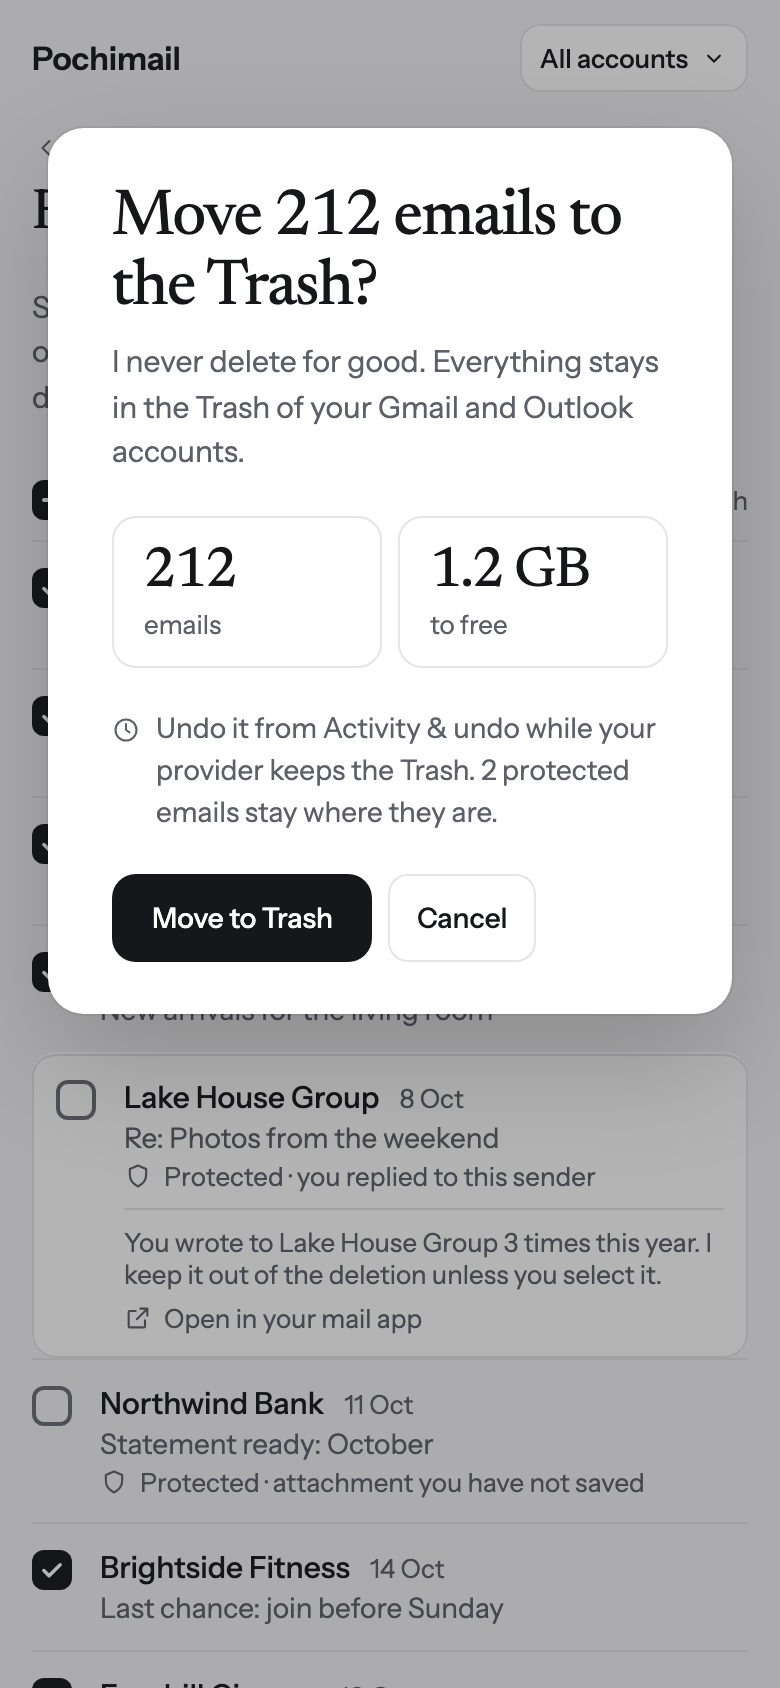 Pochimail
All accounts
Move 212 emails to
the Trash?
I never delete for good. Everything stays
in the Trash of your Gmail and Outlook
accounts.
212
emails
1.2 GB
to free
Undo it from Activity & undo while your
provider keeps the Trash. 2 protected
emails stay where they are.
Move to Trash
Cancel
New arrivals for the living room
Lake House Group 8 Oct
Re: Photos from the weekend
Protected · you replied to this sender
You wrote to Lake House Group 3 times this year. I
keep it out of the deletion unless you select it.
Open in your mail app
Northwind Bank 11 Oct
Statement ready: October
Protected · attachment you have not saved
Brightside Fitness 14 Oct
Last chance: join before Sunday